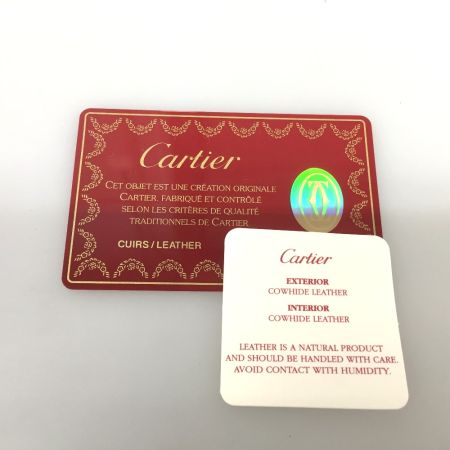 Cartier
CET OBJET EST UNE CRÉATION ORIGINALE
CARTIER, FABRIQUÉ ET CONTRÔLÉ
SELON LES CRITÈRES DE QUALITÉ
TRADITIONNELS DE CARTIER
CUIRS / LEATHER
Cartier
EXTERIOR
COWHIDE LEATHER
INTERIOR
COWHIDE LEATHER
LEATHER IS A NATURAL PRODUCT
AND SHOULD BE HANDLED WITH CARE.
AVOID CONTACT WITH HUMIDITY.